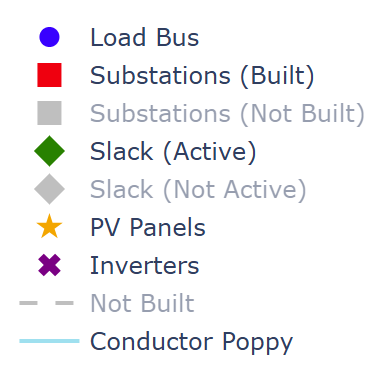 Load Bus
Substations (Built)
Substations (Not Built)
Slack (Active)
Slack (Not Active)
PV Panels
Inverters
Not Built
Conductor Poppy